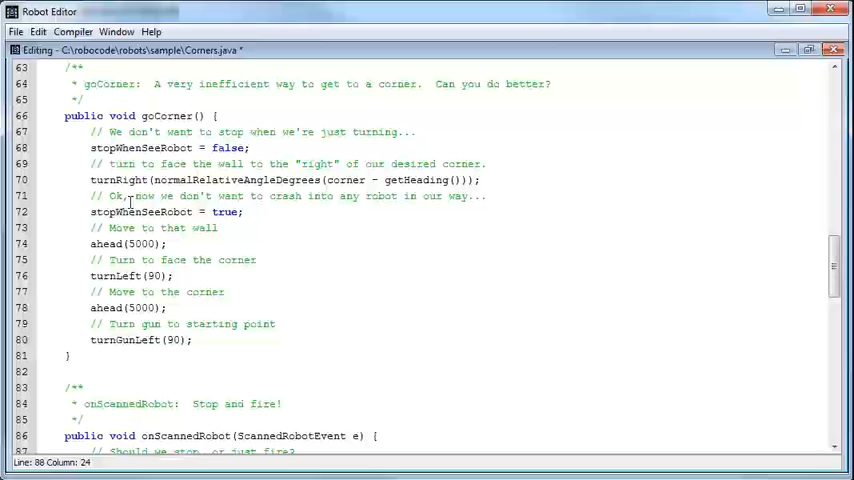 Robot Editor
File Edit Compiler Window Help
Editing - C:\robocode\robots\sample\Corners.java *
63 /**
64 * goCorner: A very inefficient way to get to a corner. Can you do better?
65 */
66 public void goCorner() {
67 // We don't want to stop when we're just turning...
68 stopWhenSeeRobot = false;
69 // turn to face the wall to the "right" of our desired corner.
70 turnRight(normalRelativeAngleDegrees(corner - getHeading()));
71 // Ok, now we don't want to crash into any robot in our way...
72 stopWhenSeeRobot = true;
73 // Move to that wall
74 ahead(5000);
75 // Turn to face the corner
76 turnLeft(90);
77 // Move to the corner
78 ahead(5000);
79 // Turn gun to starting point
80 turnGunLeft(90);
81 }
82
83 /**
84 * onScannedRobot: Stop and fire!
85 */
86 public void onScannedRobot(ScannedRobotEvent e) {
87 // Should we stop, or just fire?
Line: 88 Column: 24